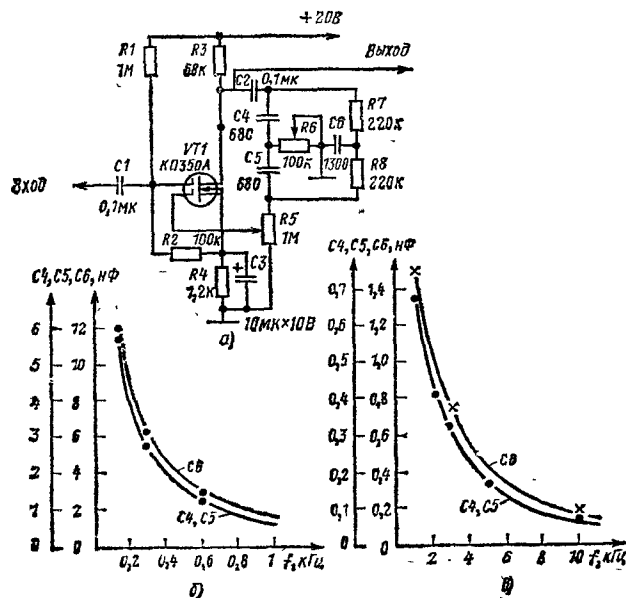 +20В
R1
1М
R3
68к
Выход
C2
0,1мк
C4
680
R6
100к
C6
1300
R7
220к
R8
220к
C5
680
VT1
КП350А
C1
0,1мк
Вход
R5
1М
R2
100к
R4
1,2к
C3
10мк×10В
а)
C4, C5, C6, нФ
6 12
5 10
4 8
3 6
2 4
1 2
0 0
C6
C4, C5
0,2 0,4 0,6 0,8 1 f, кГц
б)
C4, C5, C6, нФ
0,7 1,4
0,6 1,2
0,5 1,0
0,4 0,8
0,3 0,6
0,2 0,4
0,1 0,2
0 0
C6
C4, C5
2 4 6 8 10 f, кГц
в)